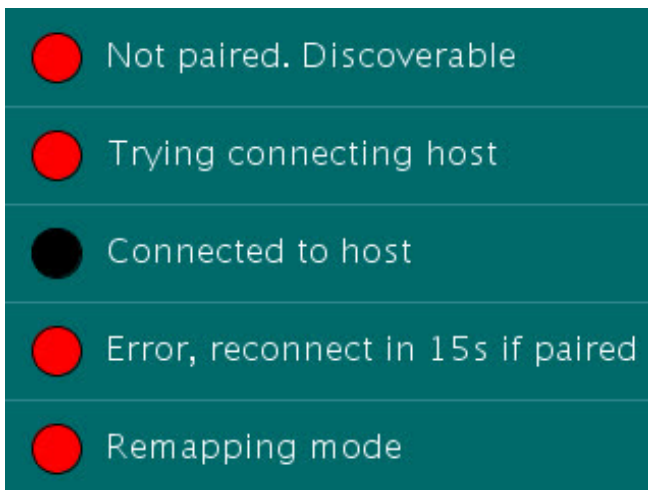 Not paired. Discoverable
Trying connecting host
Connected to host
Error, reconnect in 15s if paired
Remapping mode